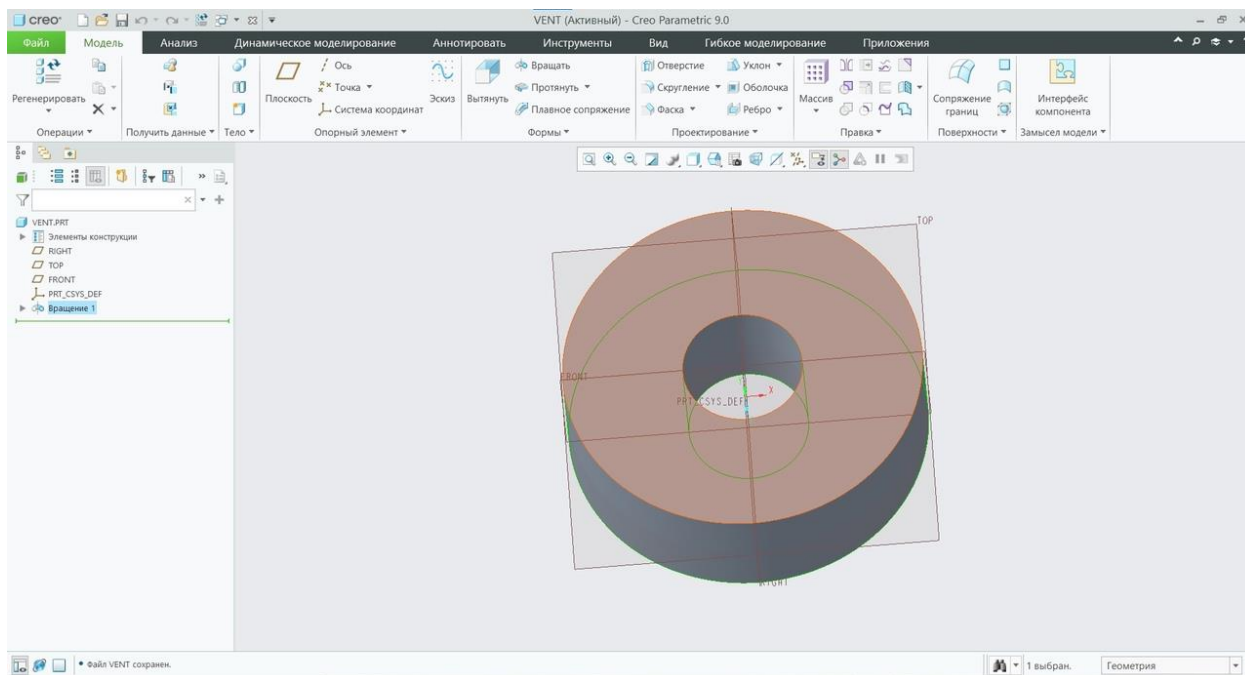 creo VENT (Активный) - Creo Parametric 9.0
Файл Модель Анализ Динамическое моделирование Аннотировать Инструменты Вид Гибкое моделирование Приложения
Ось Вращать Отверстие Уклон
Точка Протянуть Скругление Оболочка
Регенерировать Плоскость Эскиз Вытянуть Массив Сопряжение границ Интерфейс компонента
Система координат Плавное сопряжение Фаска Ребро
Операции Получить данные Тело Опорный элемент Формы Проектирование Правка Поверхности Замысел модели
VENT.PRT
Элементы конструкции
RIGHT
TOP
FRONT
PRT_CSYS_DEF
Вращение 1
TOP
FRONT
X
PRT_CSYS_DEF
RIGHT
Файл VENT сохранен. 1 выбран. Геометрия